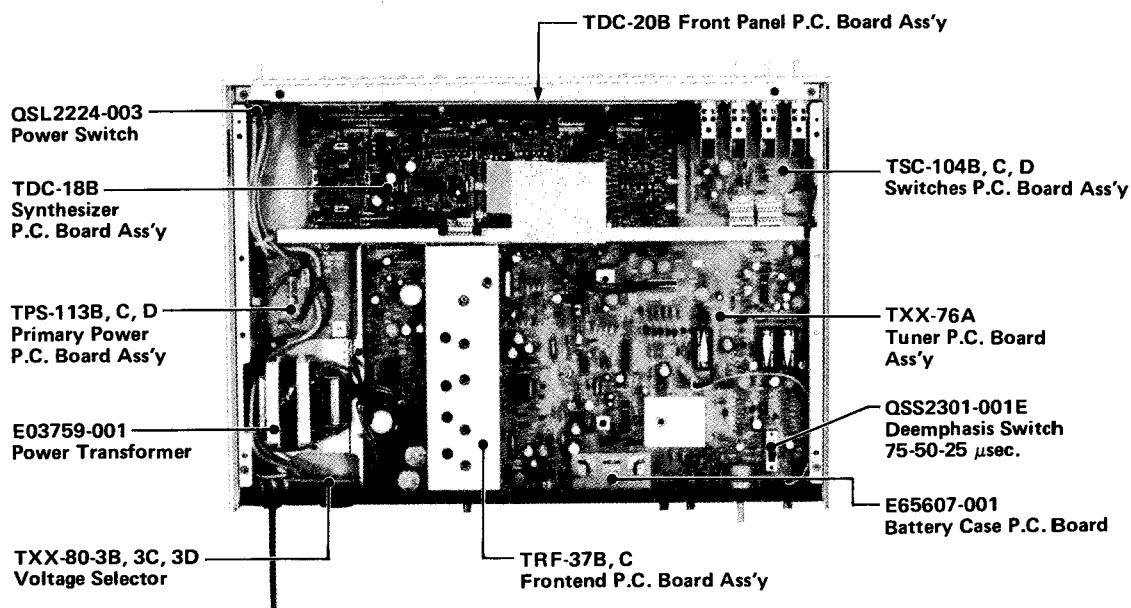 TDC-20B Front Panel P.C. Board Ass'y
QSL2224-003
Power Switch
TDC-18B
Synthesizer
P.C. Board Ass'y
TPS-113B, C, D
Primary Power
P.C. Board Ass'y
E03759-001
Power Transformer
TXX-80-3B, 3C, 3D
Voltage Selector
TRF-37B, C
Frontend P.C. Board Ass'y
TSC-104B, C, D
Switches P.C. Board Ass'y
TXX-76A
Tuner P.C. Board
Ass'y
QSS2301-001E
Deemphasis Switch
75-50-25 μsec.
E65607-001
Battery Case P.C. Board